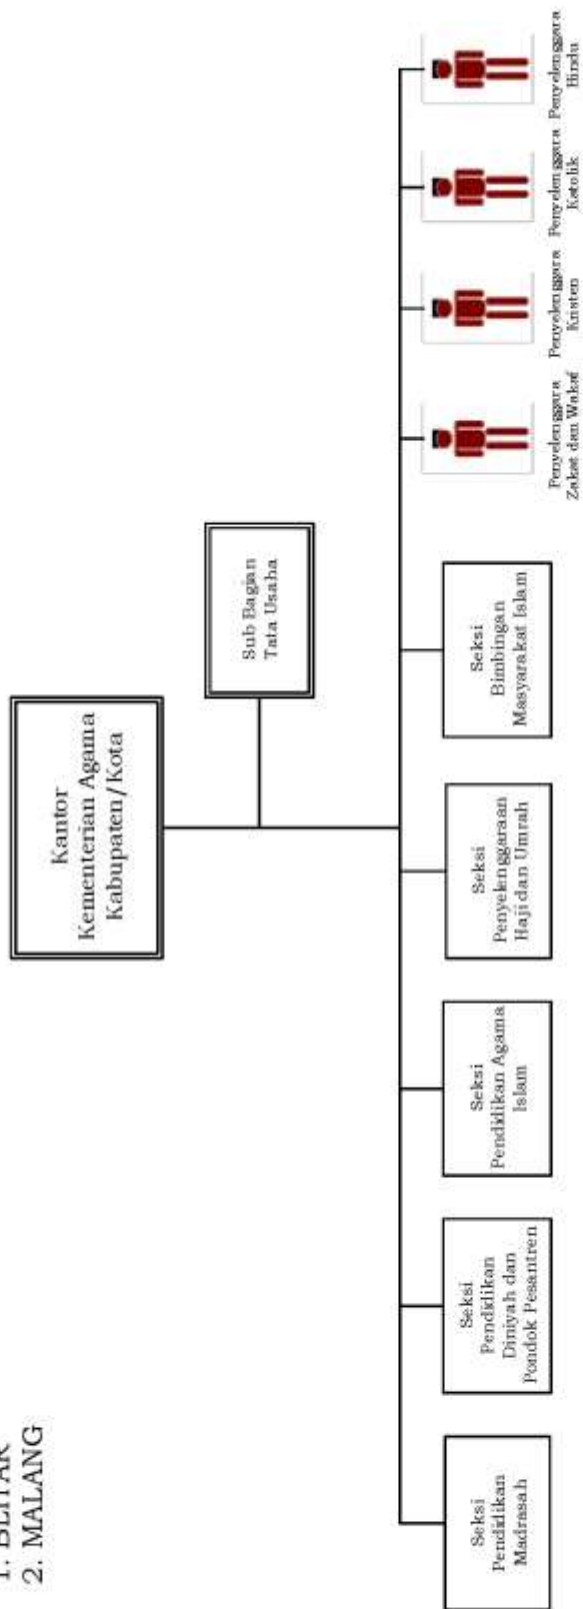 1. BLITAR
2. MALANG
Kantor
Kementerian Agama
Kabupaten/Kota
Sub Bagian
Tata Usaha
Seksi
Pendidikan
Madrasah
Seksi
Pendidikan
Diniyah dan
Pondok Pesantren
Seksi
Pendidikan Agama
Islam
Seksi
Penyelenggaraan
Haji dan Umrah
Seksi
Bimbingan
Masyarakat Islam
Penyelenggara
Zakat dan Wakaf
Penyelenggara
Kristen
Penyelenggara
Katolik
Penyelenggara
Hindu